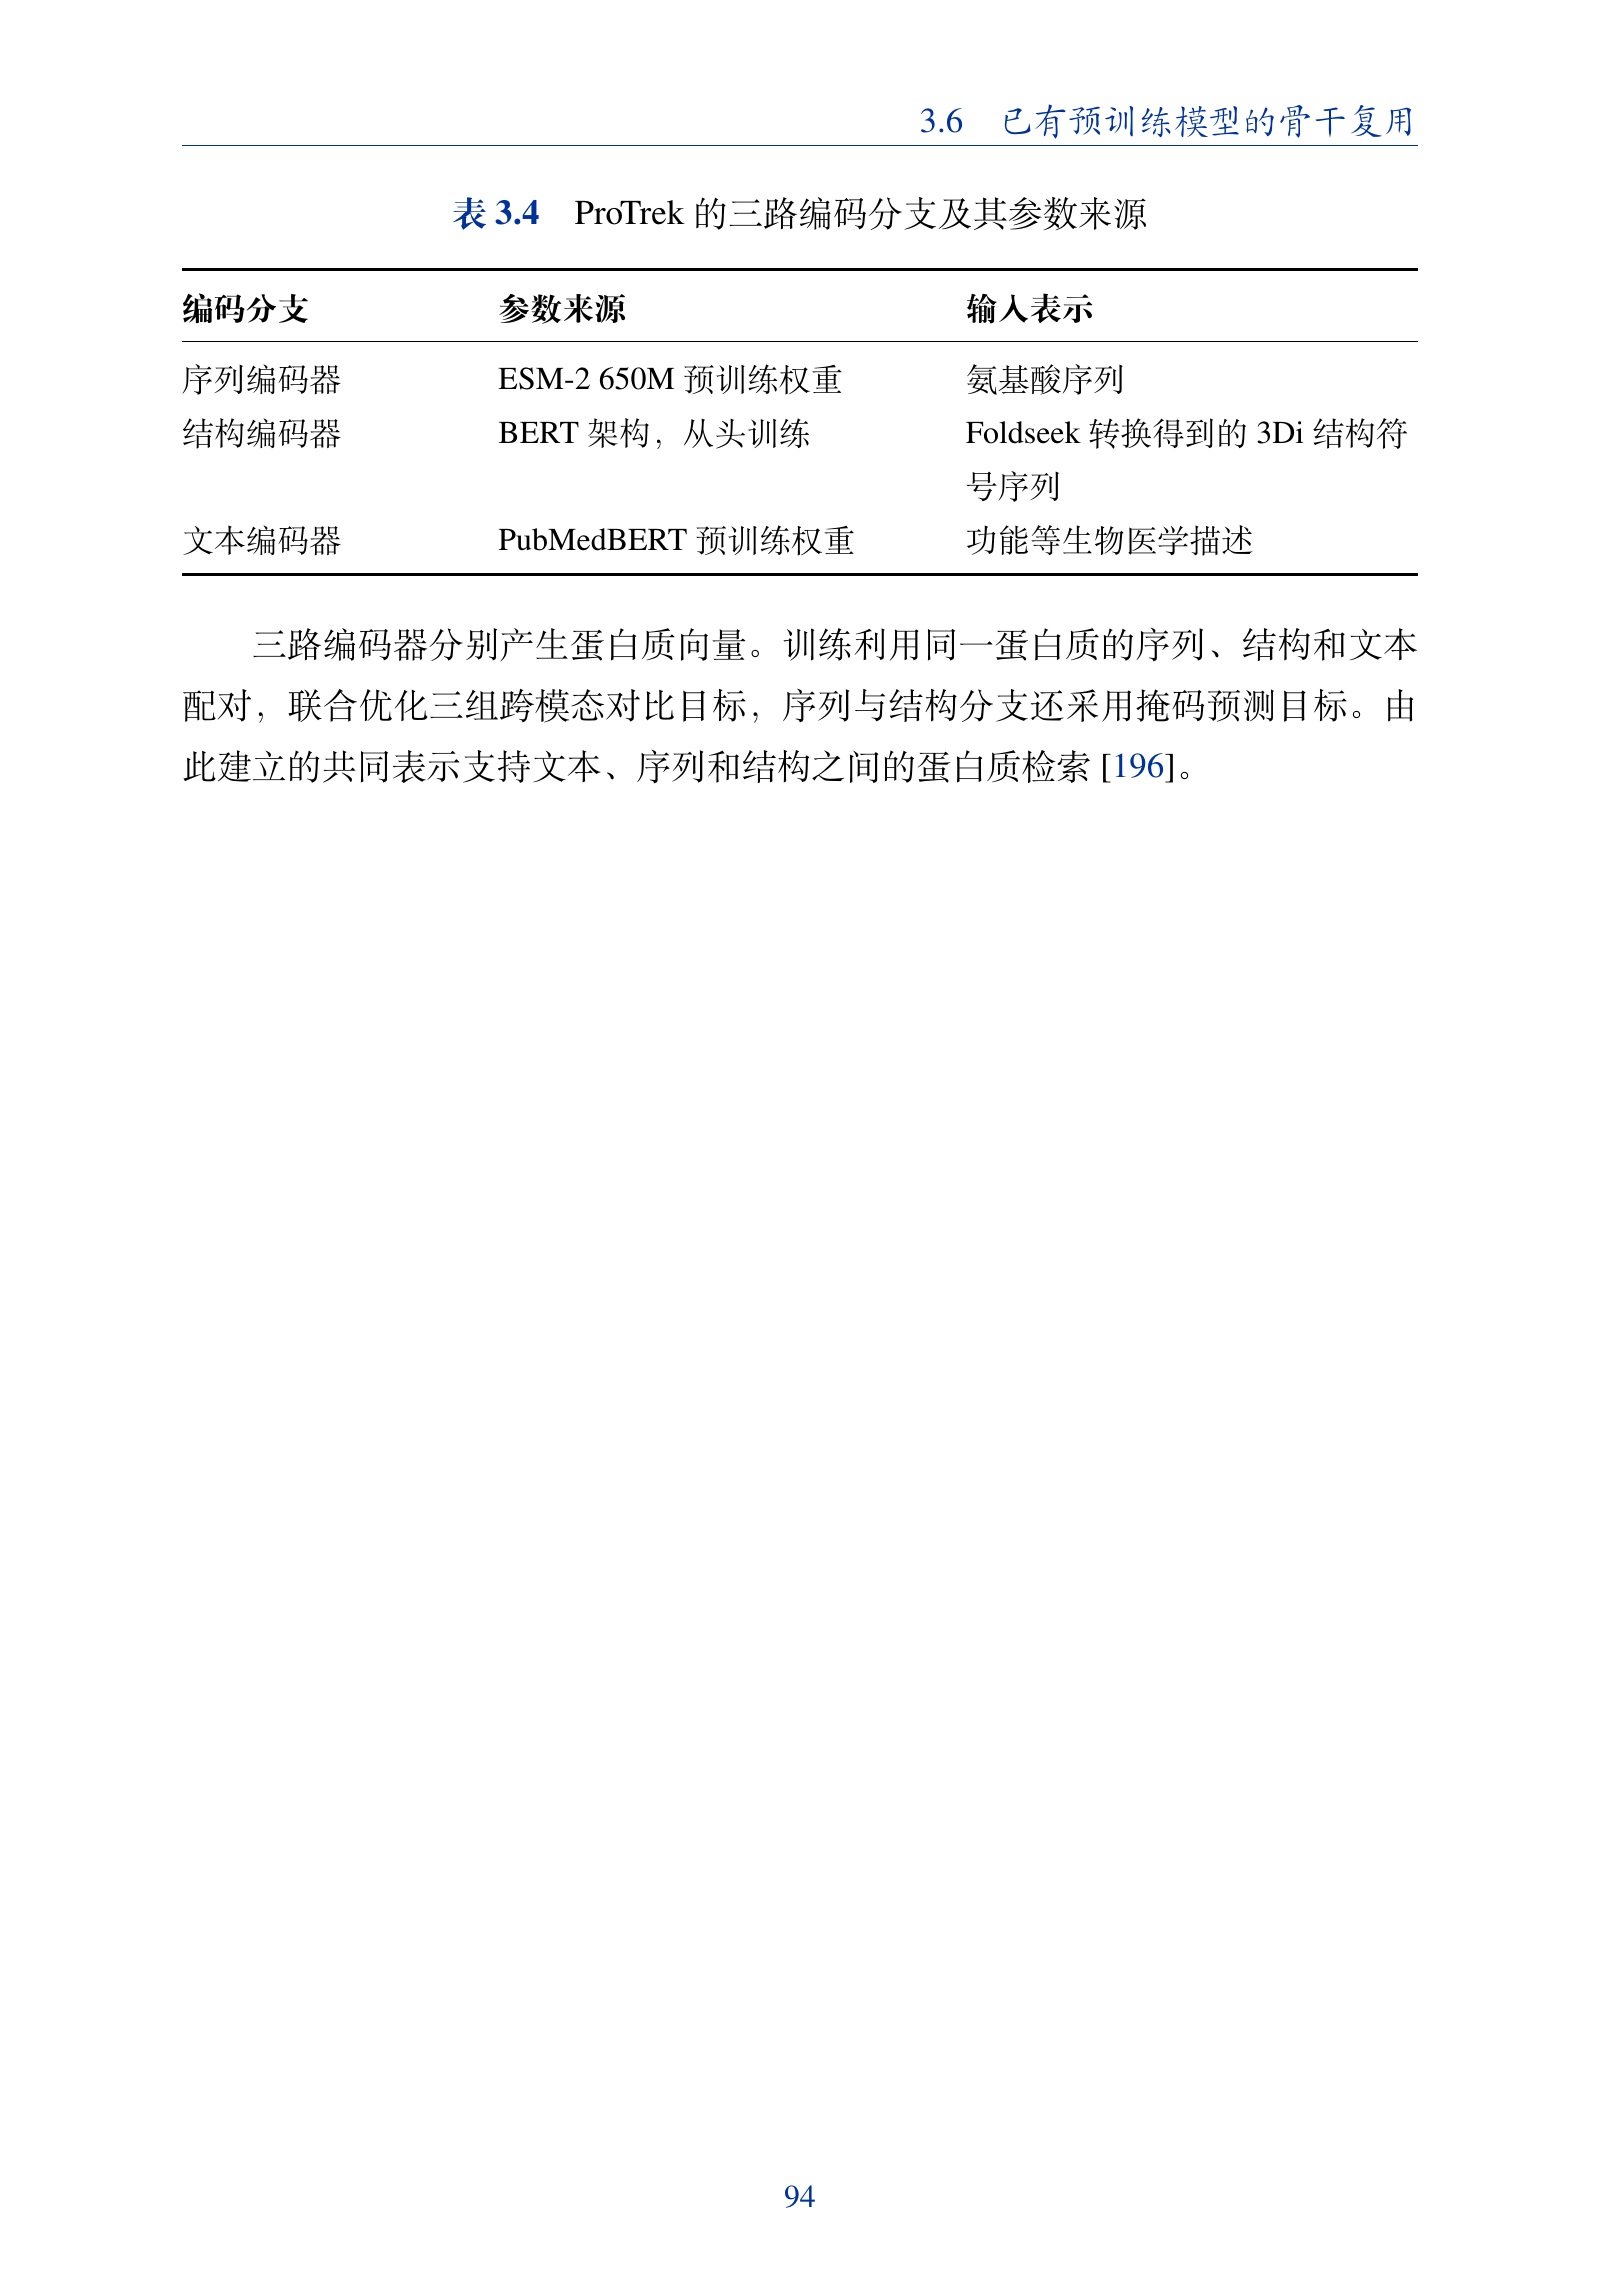 3.6 已有预训练模型的骨干复用
表 3.4 ProTrek 的三路编码分支及其参数来源
编码分支 参数来源 输入表示
序列编码器 ESM-2 650M 预训练权重 氨基酸序列
结构编码器 BERT 架构，从头训练 Foldseek 转换得到的 3Di 结构符
号序列
文本编码器 PubMedBERT 预训练权重 功能等生物医学描述
三路编码器分别产生蛋白质向量。训练利用同一蛋白质的序列、结构和文本
配对，联合优化三组跨模态对比目标，序列与结构分支还采用掩码预测目标。由
此建立的共同表示支持文本、序列和结构之间的蛋白质检索 [196]。
94